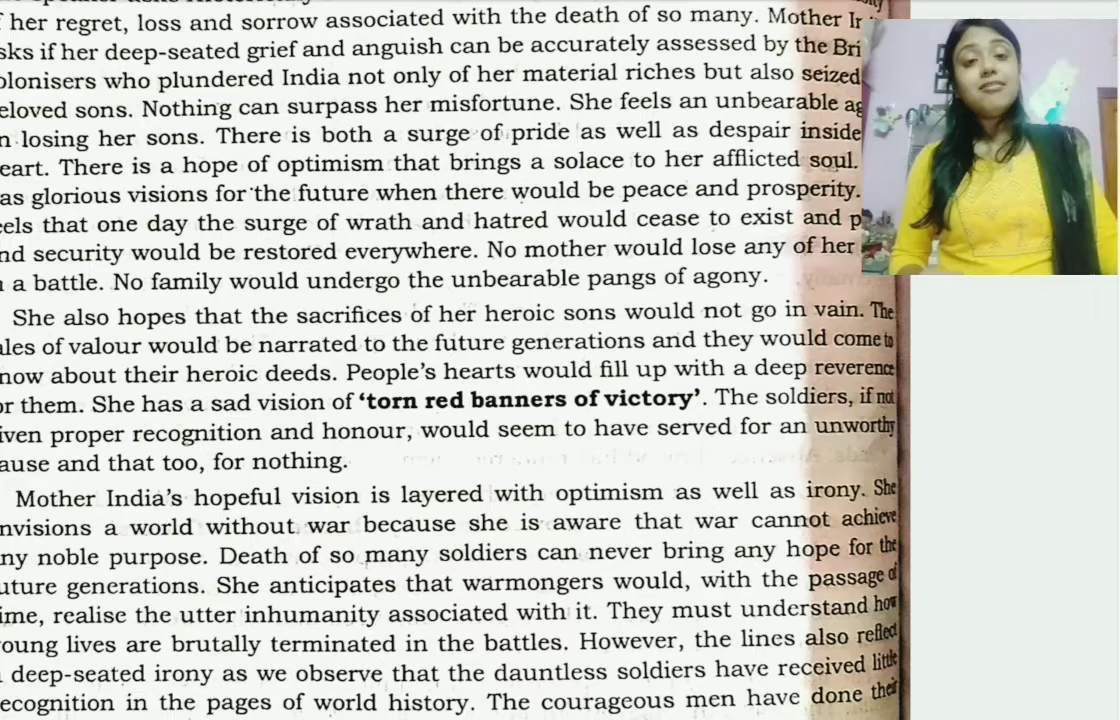 her regret, loss and sorrow associated with the death of so many. Mother
asks if her deep-seated grief and anguish can be accurately assessed by the Bri
olonisers who plundered India not only of her material riches but also seized
eloved sons. Nothing can surpass her misfortune. She feels an unbearable ag
n losing her sons. There is both a surge of pride as well as despair inside
eart. There is a hope of optimism that brings a solace to her afflicted soul.
as glorious visions for the future when there would be peace and prosperity.
eels that one day the surge of wrath and hatred would cease to exist and p
nd security would be restored everywhere. No mother would lose any of her
a battle. No family would undergo the unbearable pangs of agony.
She also hopes that the sacrifices of her heroic sons would not go in vain. The
ales of valour would be narrated to the future generations and they would come to
now about their heroic deeds. People's hearts would fill up with a deep reverence
or them. She has a sad vision of 'torn red banners of victory'. The soldiers, if not
iven proper recognition and honour, would seem to have served for an unworthy
ause and that too, for nothing.
Mother India's hopeful vision is layered with optimism as well as irony. She
nvisions a world without war because she is aware that war cannot achieve
ny noble purpose. Death of so many soldiers can never bring any hope for the
uture generations. She anticipates that warmongers would, with the passage of
ime, realise the utter inhumanity associated with it. They must understand how
oung lives are brutally terminated in the battles. However, the lines also reflect
deep-seated irony as we observe that the dauntless soldiers have received little
ecognition in the pages of world history. The courageous men have done their